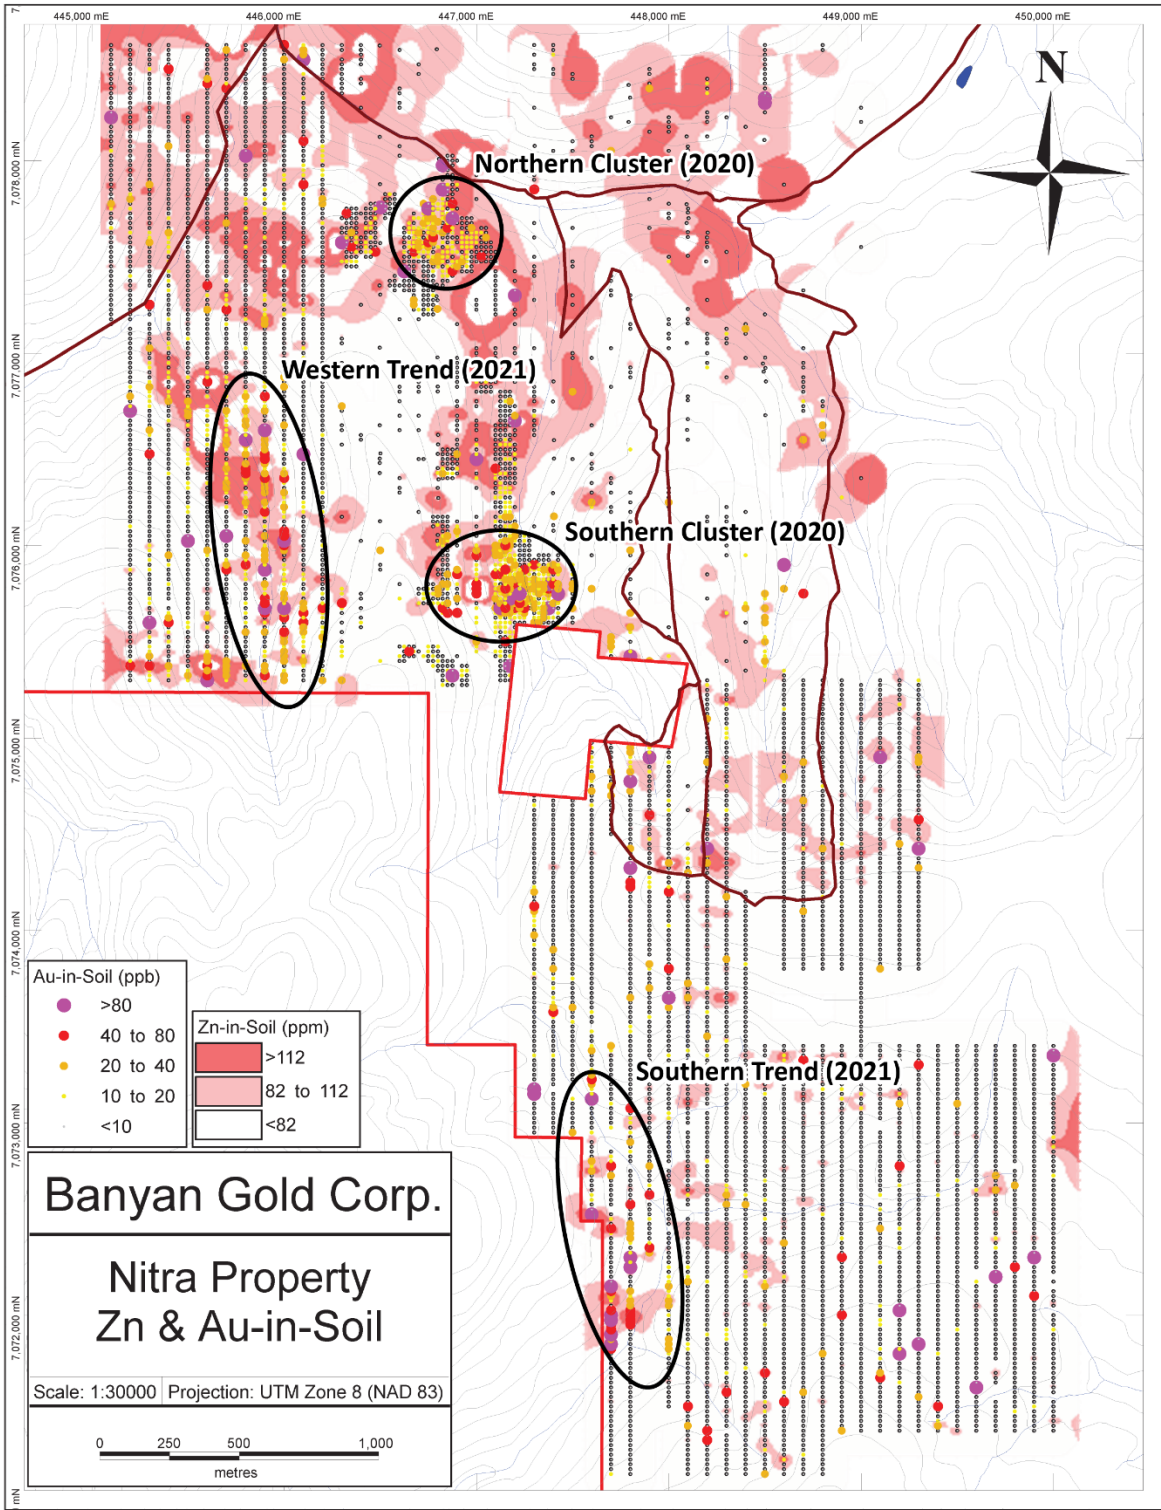 445,000 mE
446,000 mE
447,000 mE
448,000 mE
449,000 mE
450,000 mE
7
N
Northern Cluster (2020)
7,078,000 mN
Western Trend (2021)
7,077,000 mN
Southern Cluster (2020)
7,076,000 mN
7,075,000 mN
7,074,000 mN
Au-in-Soil (ppb)
>80
40 to 80
20 to 40
10 to 20
<10
Zn-in-Soil (ppm)
>112
82 to 112
<82
Southern Trend (2021)
7,073,000 mN
Banyan Gold Corp.
Nitra Property
Zn & Au-in-Soil
7,072,000 mN
Scale: 1:30000
Projection: UTM Zone 8 (NAD 83)
0 250 500 1,000
metres
mN